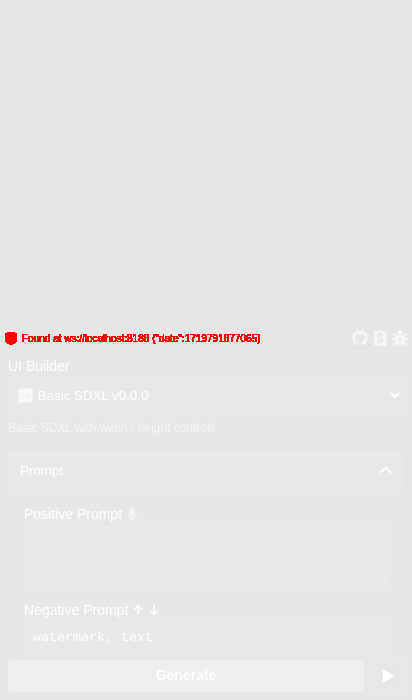 Found at ws://localhost:8188 {"date":1719791877065}
UI Builder
Basic SDXL v0.0.0
Basic SDXL with width / height controls
Prompt
Positive Prompt
Negative Prompt
watermark, text
Generate